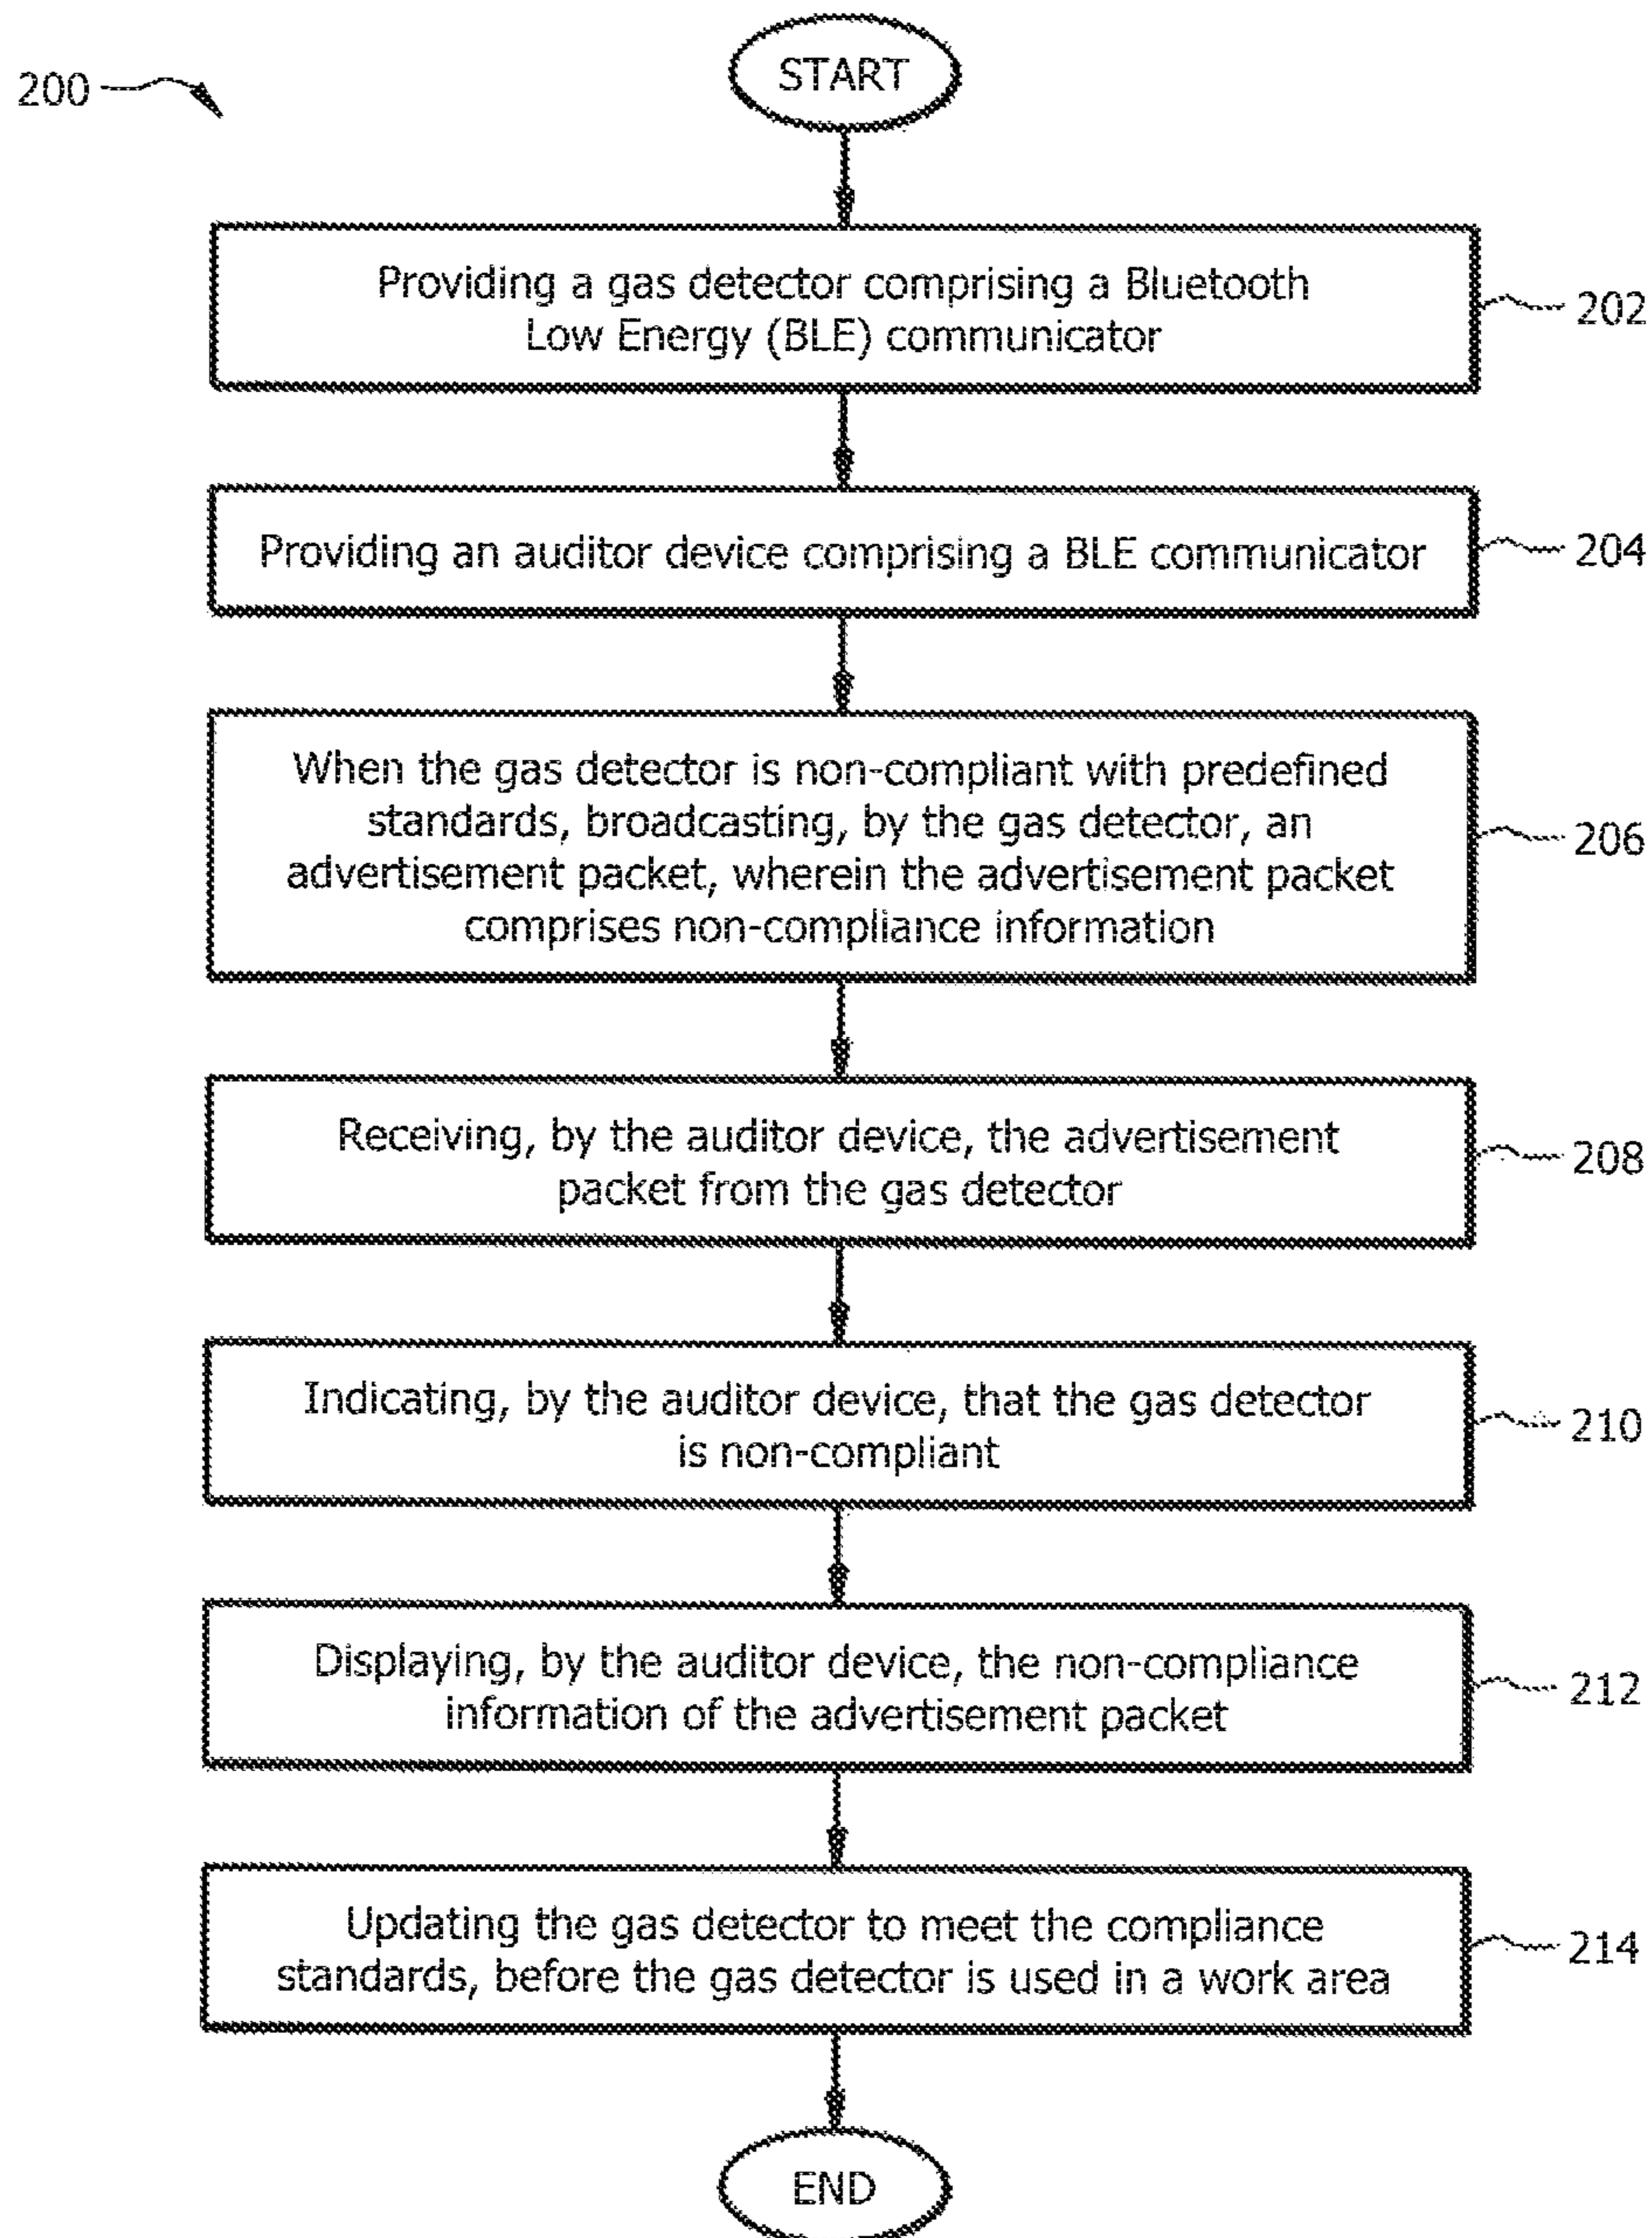 200
START
Providing a gas detector comprising a Bluetooth
Low Energy (BLE) communicator
202
Providing an auditor device comprising a BLE communicator
204
When the gas detector is non-compliant with predefined
standards, broadcasting, by the gas detector, an
advertisement packet, wherein the advertisement packet
comprises non-compliance information
206
Receiving, by the auditor device, the advertisement
packet from the gas detector
208
Indicating, by the auditor device, that the gas detector
is non-compliant
210
Displaying, by the auditor device, the non-compliance
information of the advertisement packet
212
Updating the gas detector to meet the compliance
standards, before the gas detector is used in a work area
214
END